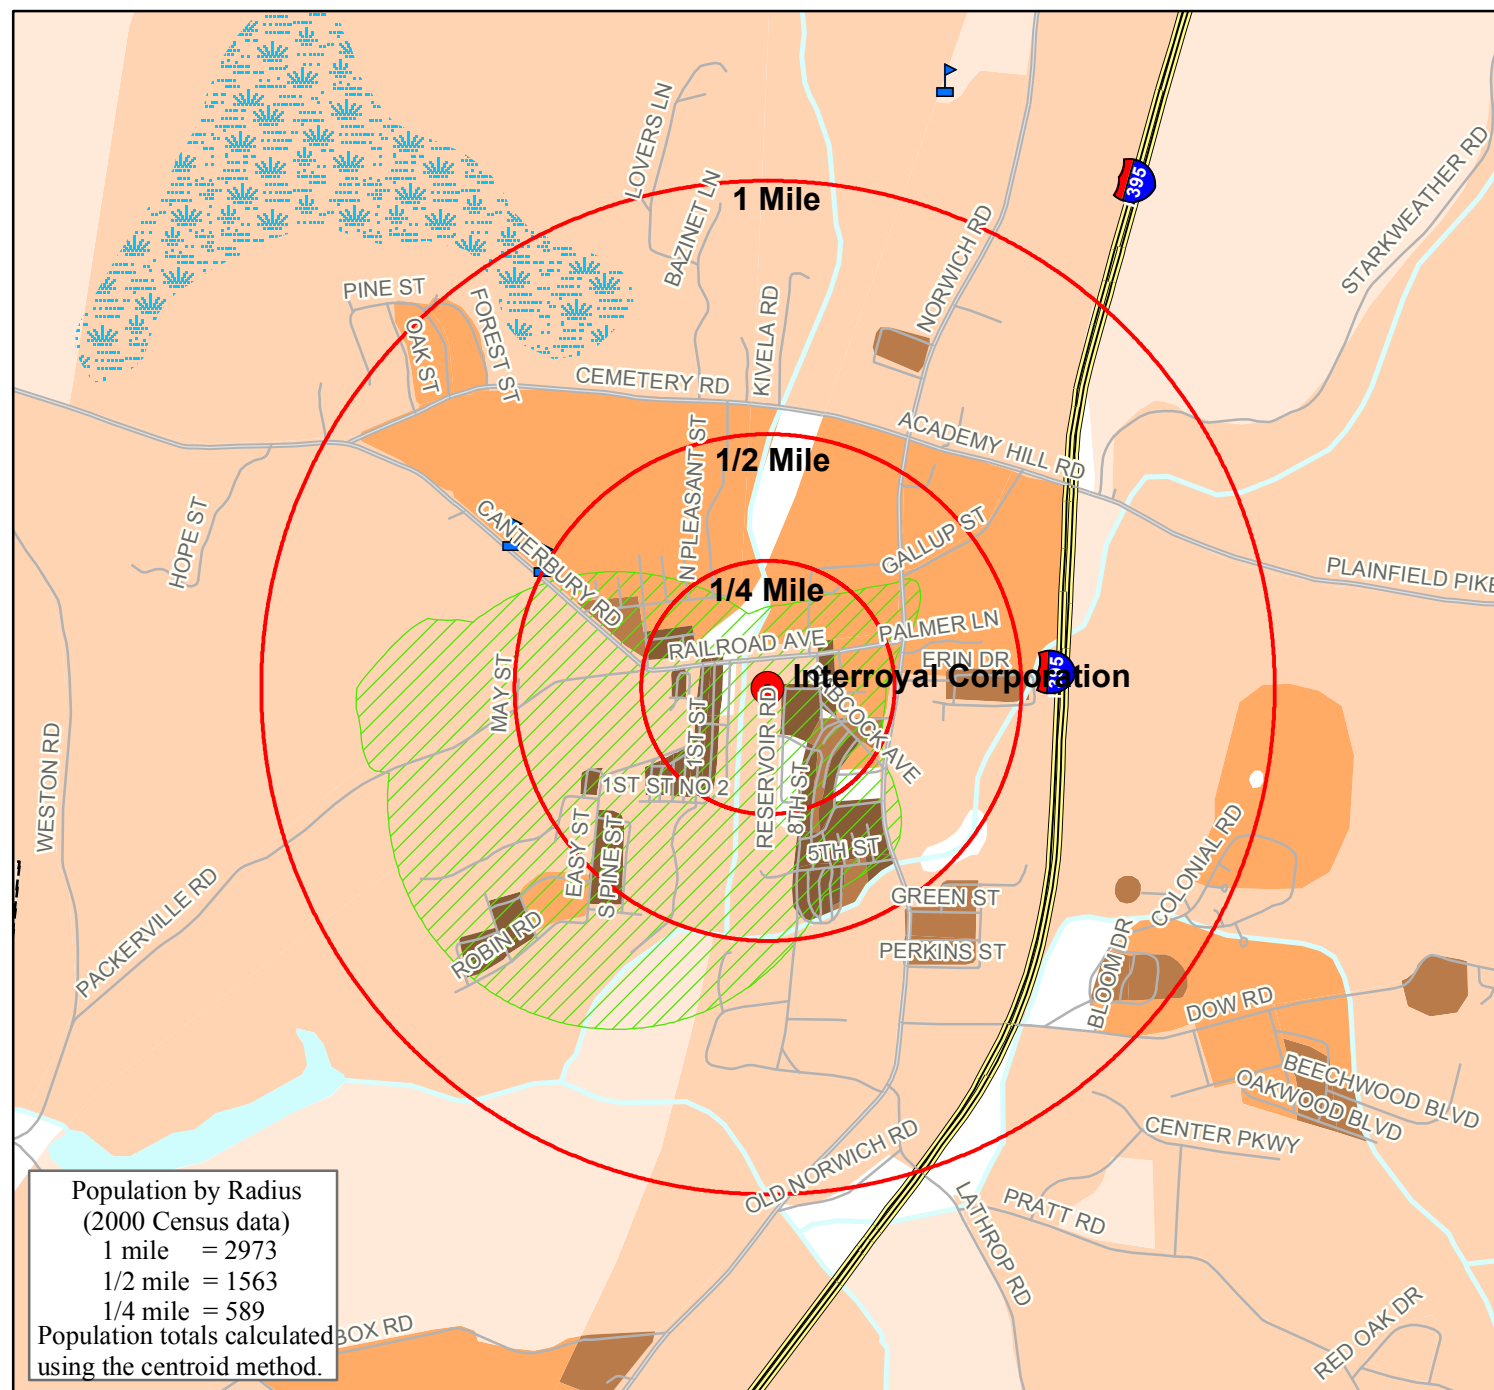 LOVERS LN
395
1 Mile
STARKWEATHER RD
BAZINET LN
NORWICH RD
PINE ST
FOREST ST
KIVELA RD
OAK ST
CEMETERY RD
ACADEMY HILL RD
N PLEASANT ST
1/2 Mile
HOPE ST
CANTERBURY RD
GALLUP ST
PLAINFIELD PIKE
1/4 Mile
RAILROAD AVE
PALMER LN
ERIN DR
MAY ST
Interroyal Corporation
395
BABCOCK AVE
WESTON RD
1ST ST
RESERVOIR RD
1ST ST NO 2
8TH ST
EASY ST
S PINE ST
5TH ST
COLONIAL RD
GREEN ST
PACKERVILLE RD
ROBIN RD
PERKINS ST
BLOOM DR
DOW RD
BEECHWOOD BLVD
OAKWOOD BLVD
CENTER PKWY
OLD NORWICH RD
LATHROP RD
PRATT RD
RED OAK DR
BOX RD
Population by Radius
(2000 Census data)
1 mile = 2973
1/2 mile = 1563
1/4 mile = 589
Population totals calculated
using the centroid method.